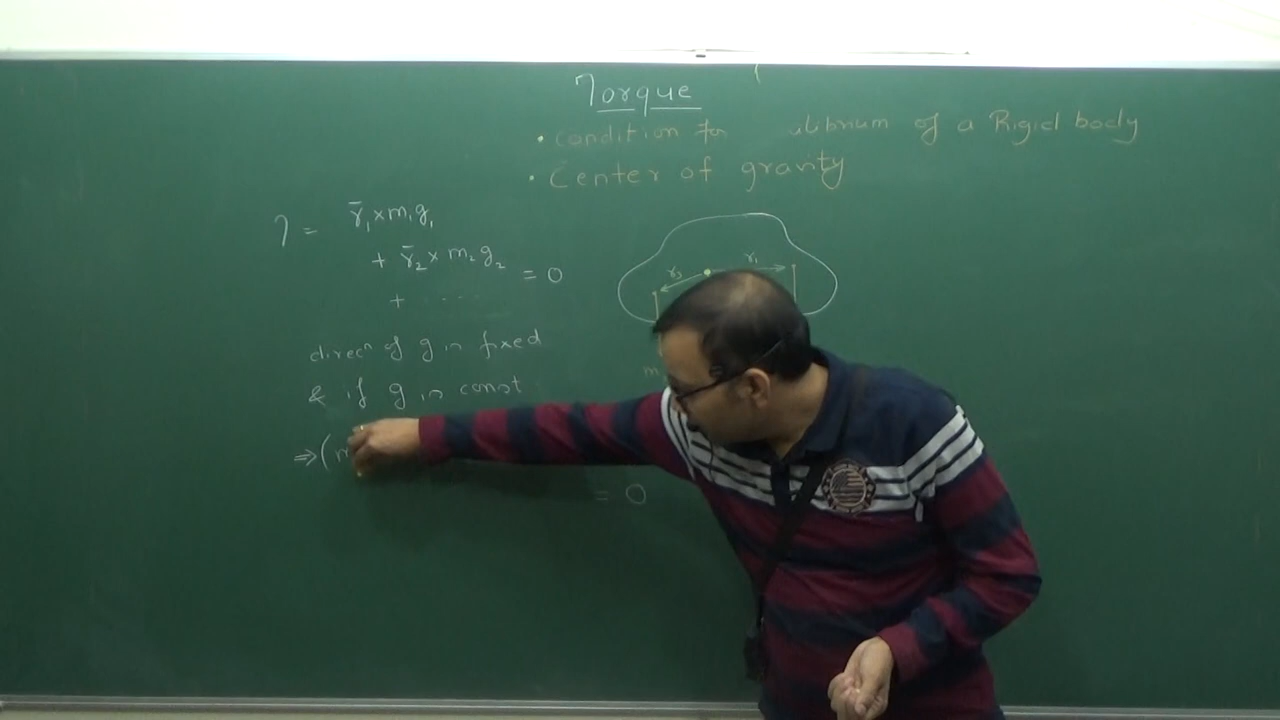 Torque
• condition for ulibrium of a Rigid body
• Center of gravity
τ = r̄₁ × m₁g₁
+ r̄₂ × m₂g₂ = 0
+ ....
r₂ r₁
direcⁿ of g is fixed
& if g is const
m
⇒ (m
= 0